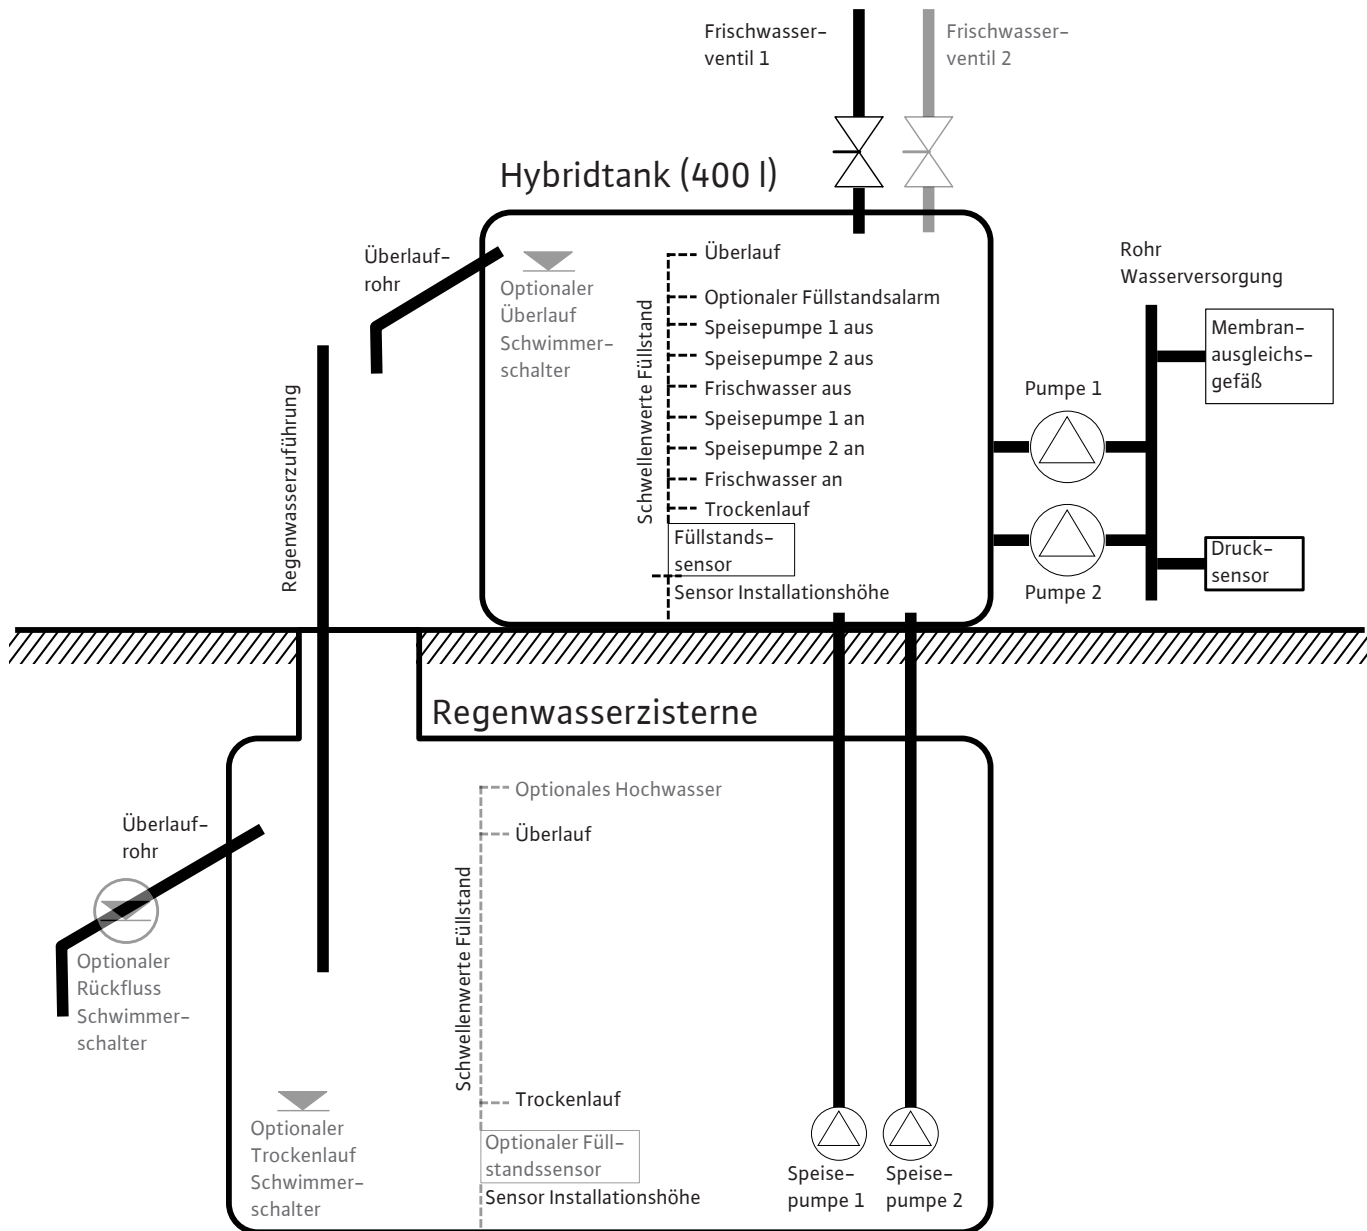 Frischwasser-
ventil 1
Frischwasser-
ventil 2
Hybridtank (400 l)
Überlauf-
rohr
Optionaler
Überlauf
Schwimmer-
schalter
Schwellenwerte Füllstand
Überlauf
Optionaler Füllstandsalarm
Speisepumpe 1 aus
Speisepumpe 2 aus
Frischwasser aus
Speisepumpe 1 an
Speisepumpe 2 an
Frischwasser an
Trockenlauf
Füllstands-
sensor
Sensor Installationshöhe
Rohr
Wasserversorgung
Membran-
ausgleichs-
gefäß
Pumpe 1
Pumpe 2
Druck-
sensor
Regenwasserzuführung
Regenwasserzisterne
Überlauf-
rohr
Optionaler
Rückfluss
Schwimmer-
schalter
Optionaler
Trockenlauf
Schwimmer-
schalter
Schwellenwerte Füllstand
Optionales Hochwasser
Überlauf
Trockenlauf
Optionaler Füll-
standssensor
Sensor Installationshöhe
Speise-
pumpe 1
Speise-
pumpe 2